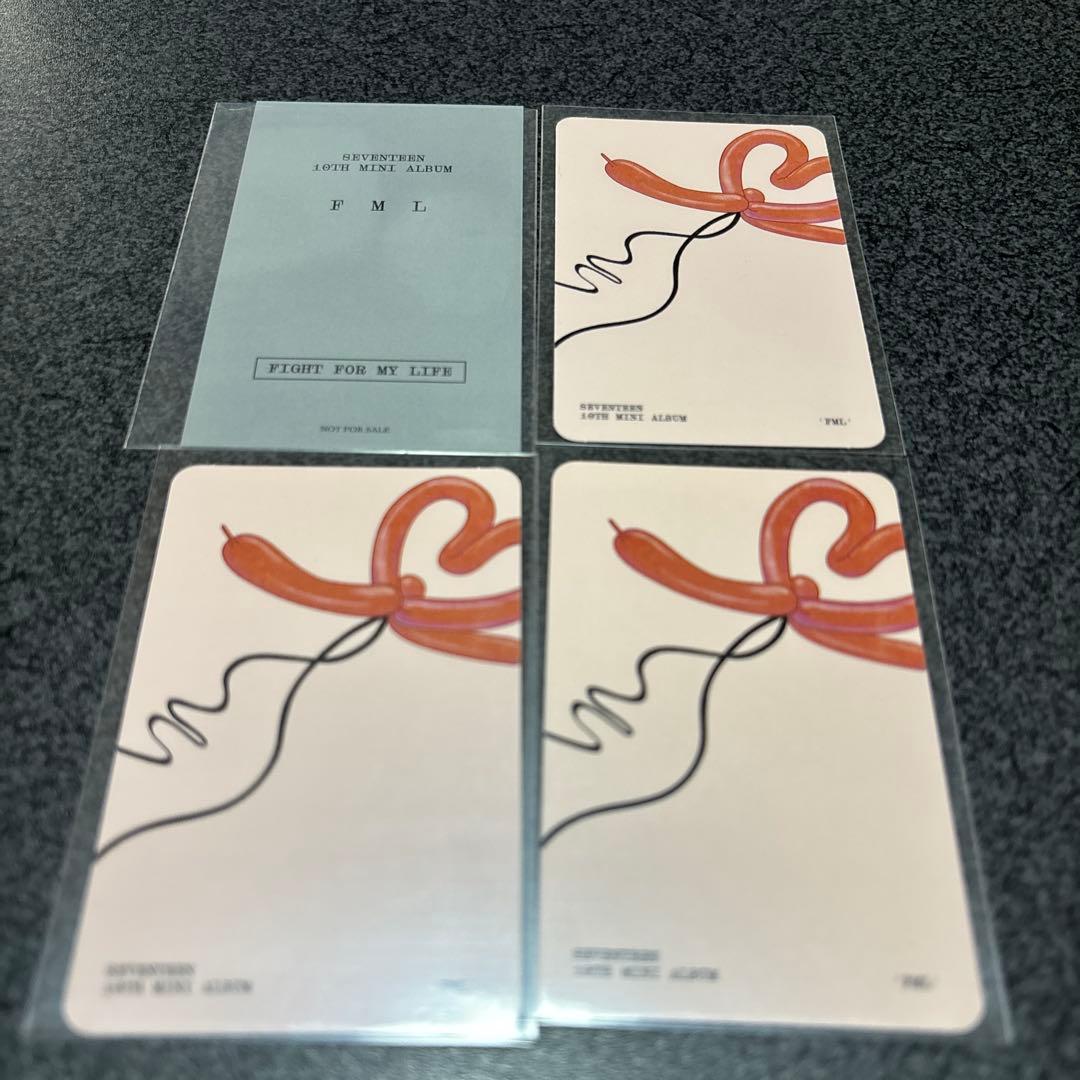 SEVENTEEN
10TH MINI ALBUM
F M L
FIGHT FOR MY LIFE
NOT FOR SALE
SEVENTEEN
10TH MINI ALBUM
'FML'
SEVENTEEN
10TH MINI ALBUM
SEVENTEEN
10TH MINI ALBUM
'FML'